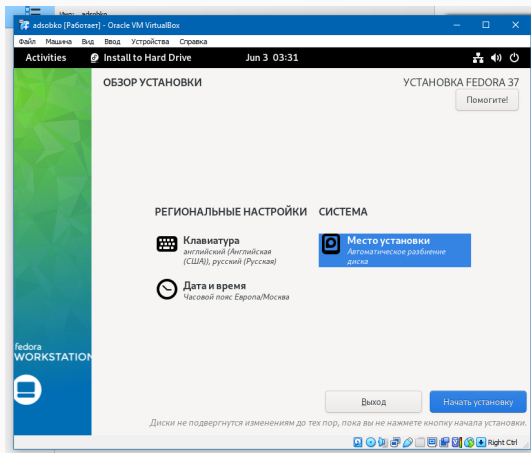 Имя: adsobko
adsobko [Работает] - Oracle VM VirtualBox
Файл Машина Вид Ввод Устройства Справка
Activities Install to Hard Drive Jun 3 03:31
ОБЗОР УСТАНОВКИ УСТАНОВКА FEDORA 37
Помогите!
РЕГИОНАЛЬНЫЕ НАСТРОЙКИ СИСТЕМА
Клавиатура
английский (Английская
(США)), русский (Русская)
Место установки
Автоматическое разбиение
диска
Дата и время
Часовой пояс Европа/Москва
fedora
WORKSTATION
Выход Начать установку
Диски не подвергнутся изменениям до тех пор, пока вы не нажмете кнопку начала установки.
Right Ctrl